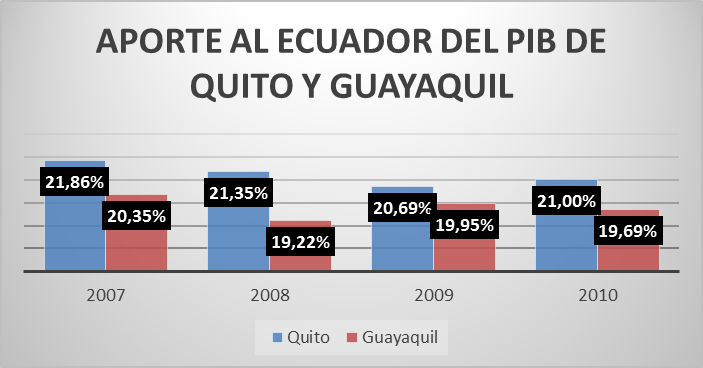 APORTE AL ECUADOR DEL PIB DE
QUITO Y GUAYAQUIL
21,86% 21,35% 20,69% 21,00%
20,35% 19,22% 19,95% 19,69%
2007 2008 2009 2010
Quito Guayaquil